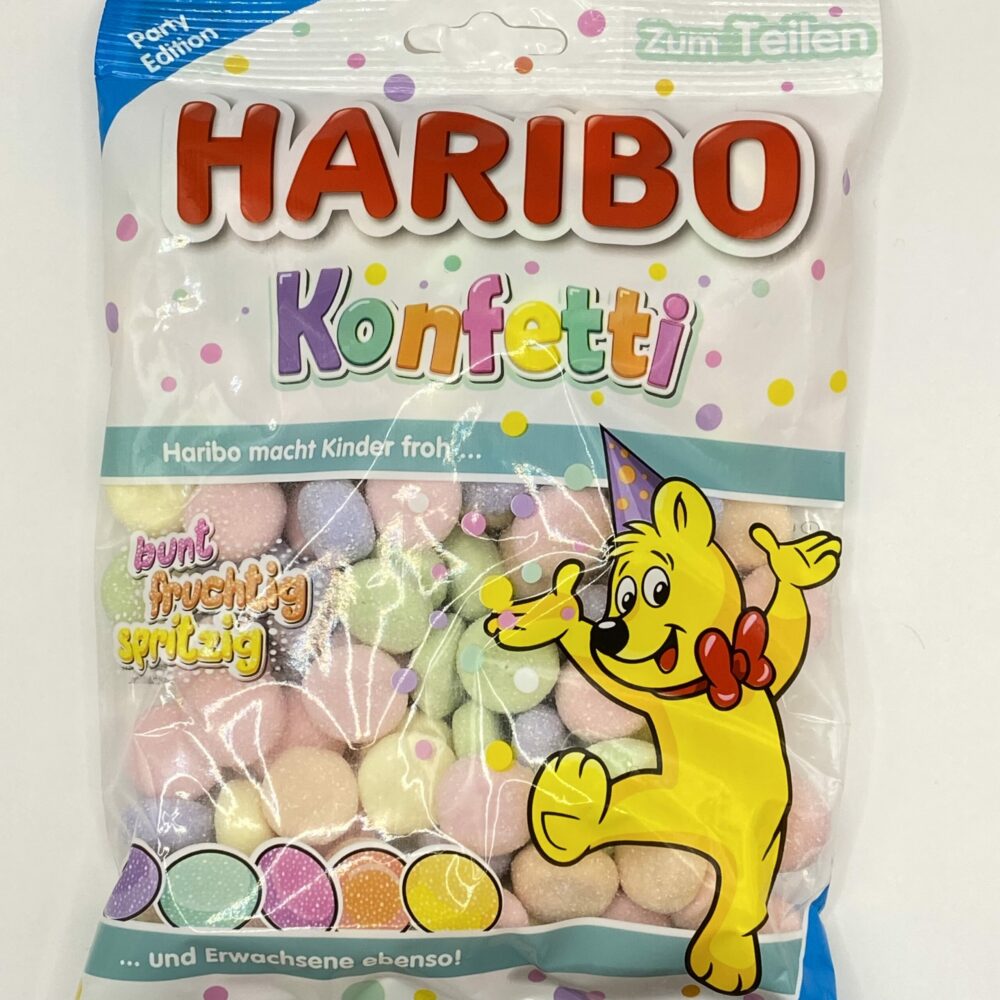 Party
Edition
Zum Teilen
HARIBO
Konfetti
Haribo macht Kinder froh ...
bunt
fruchtig
spritzig
... und Erwachsene ebenso!